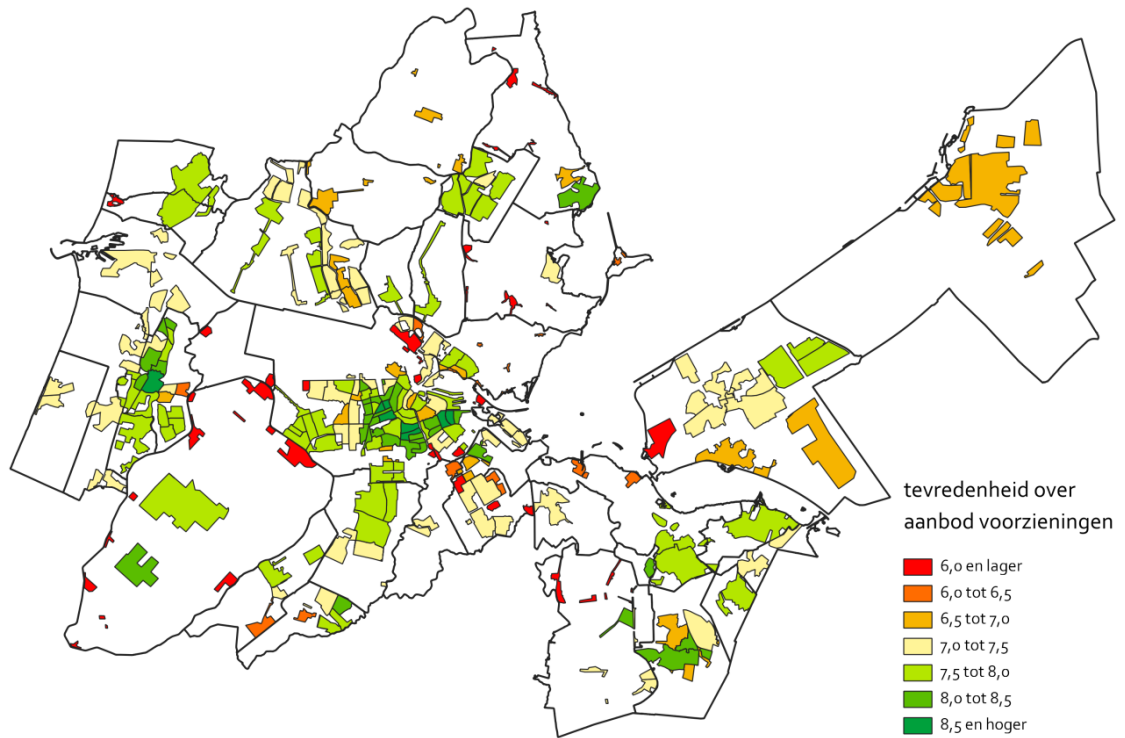 tevredenheid over
aanbod voorzieningen
6,0 en lager
6,0 tot 6,5
6,5 tot 7,0
7,0 tot 7,5
7,5 tot 8,0
8,0 tot 8,5
8,5 en hoger